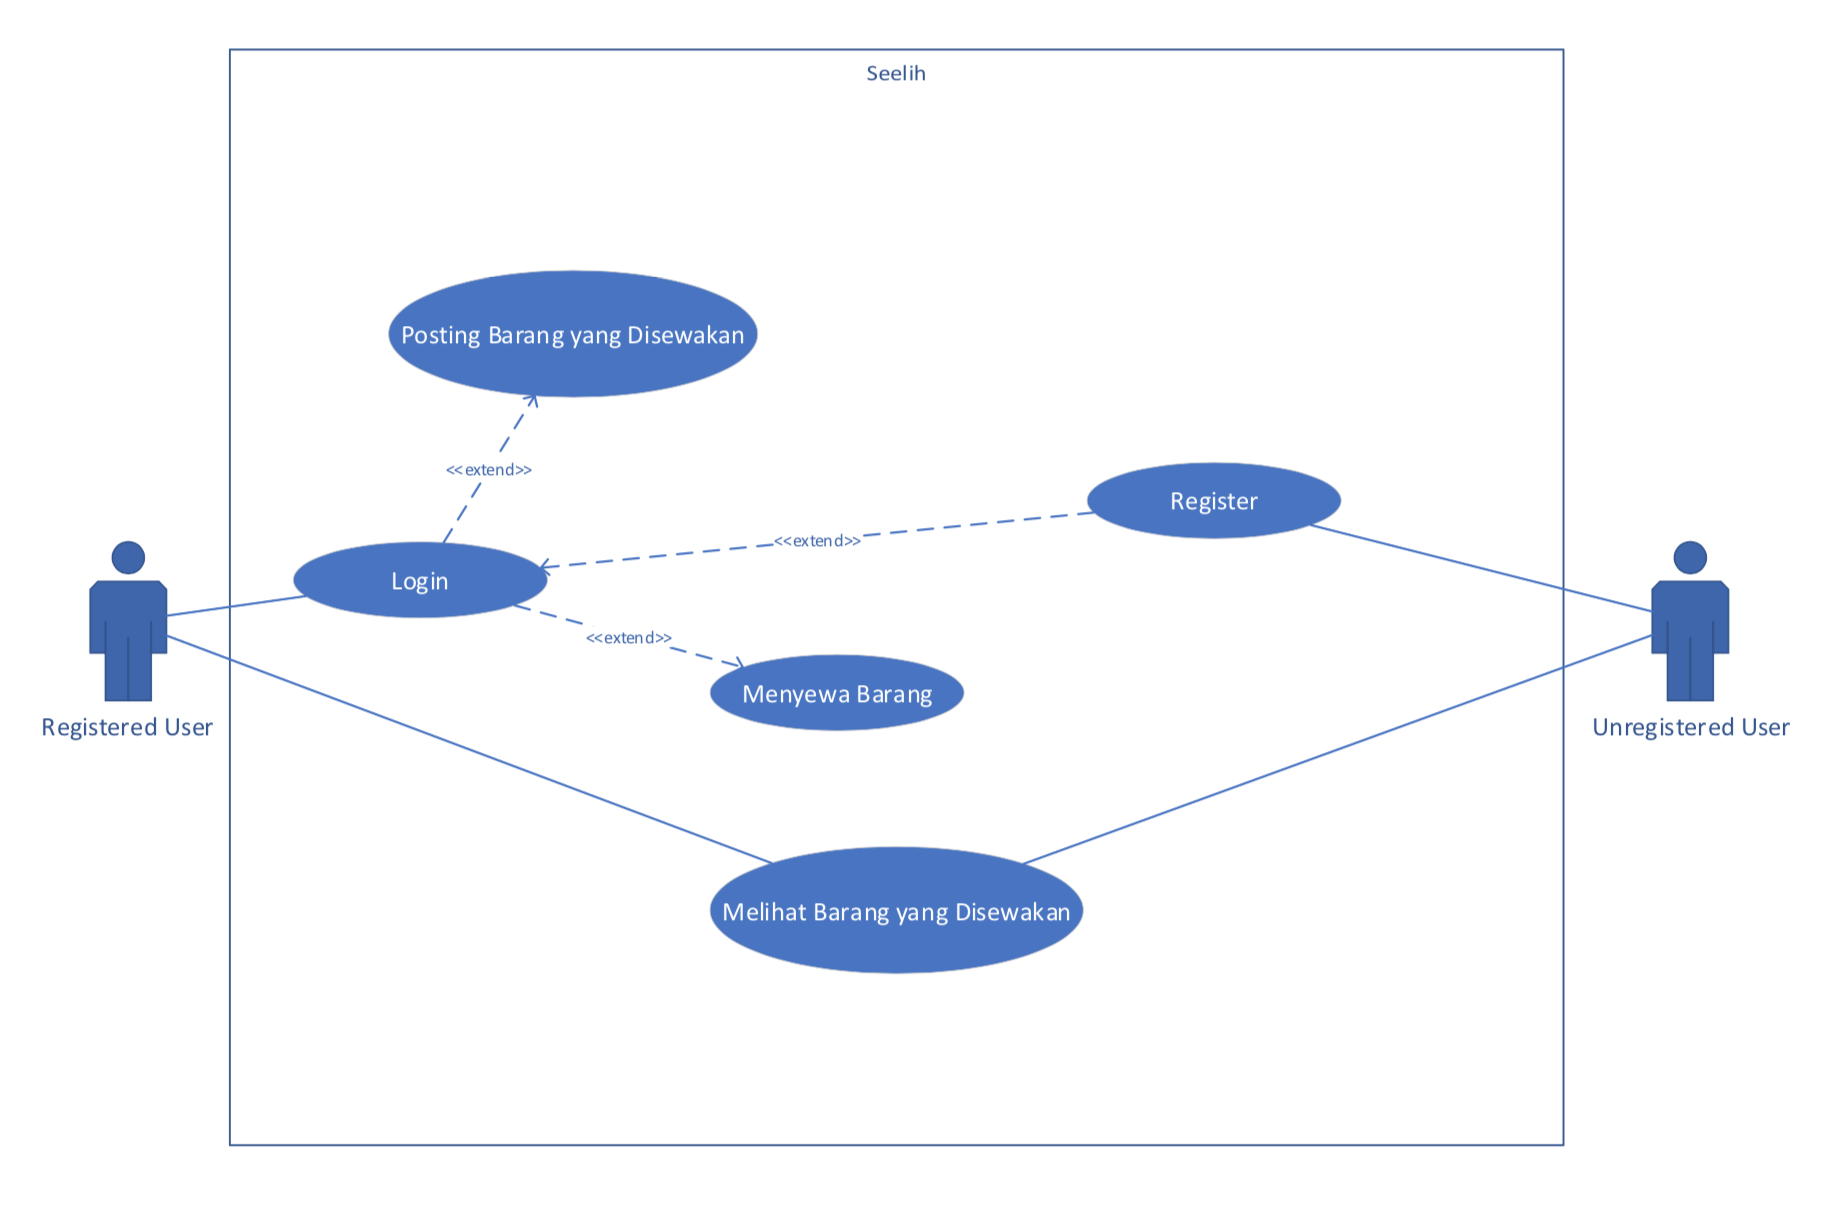 Seelih
Posting Barang yang Disewakan
<<extend>>
Register
<<extend>>
Login
<<extend>>
Menyewa Barang
Registered User
Unregistered User
Melihat Barang yang Disewakan